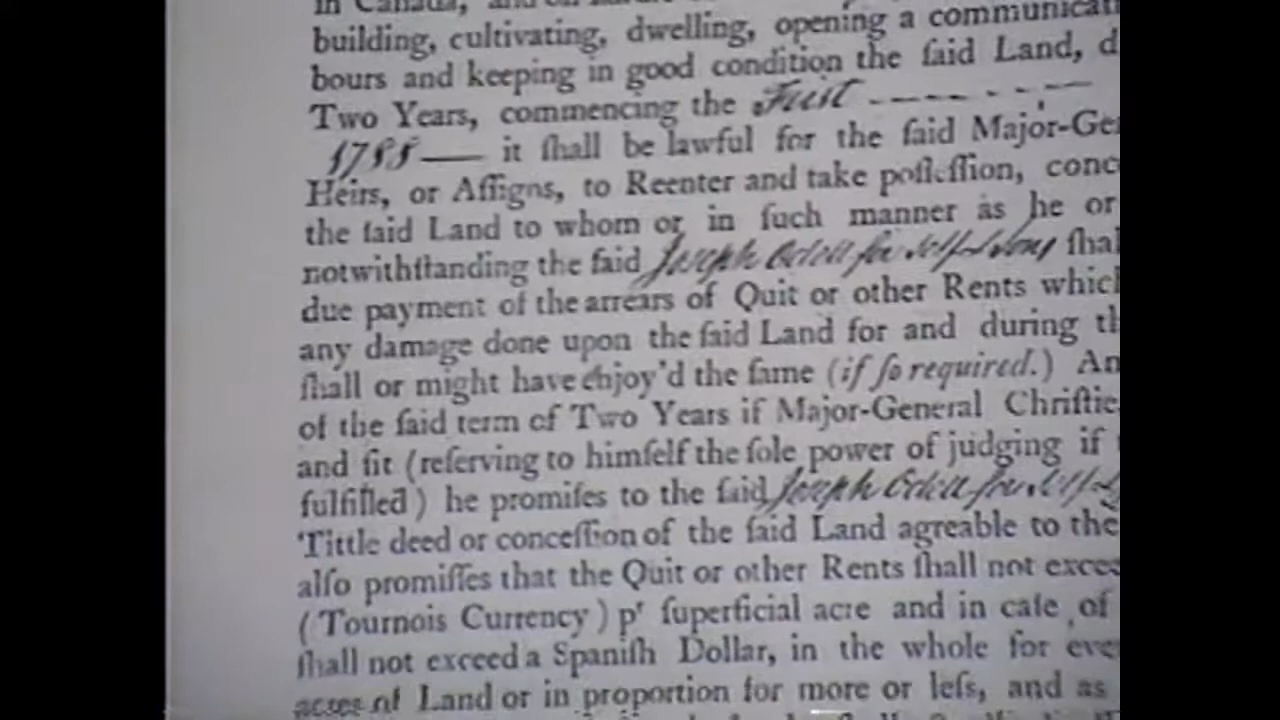 in Canada, and on
building, cultivating, dwelling, opening a communicati
bours and keeping in good condition the ſaid Land, d
Two Years, commencing the First
1788 — it ſhall be lawful for the ſaid Major-Ge
Heirs, or Aſſigns, to Reenter and take poſſeſſion, conc
the ſaid Land to whom or in ſuch manner as he or
notwithſtanding the ſaid Joseph Odell for self & sons ſhal
due payment of the arrears of Quit or other Rents whic
any damage done upon the ſaid Land for and during th
ſhall or might have enjoy'd the ſame (if ſo required.) An
of the ſaid term of Two Years if Major-General Chriſtie
and fit (reſerving to himſelf the ſole power of judging if
fulfilled) he promiſes to the ſaid Joseph Odell for self &
Tittle deed or conceſſion of the ſaid Land agreable to the
alſo promiſſes that the Quit or other Rents ſhall not excee
(Tournois Currency) pʳ ſuperficial acre and in caſe of
ſhall not exceed a Spaniſh Dollar, in the whole for eve
acres of Land or in proportion for more or leſs, and as